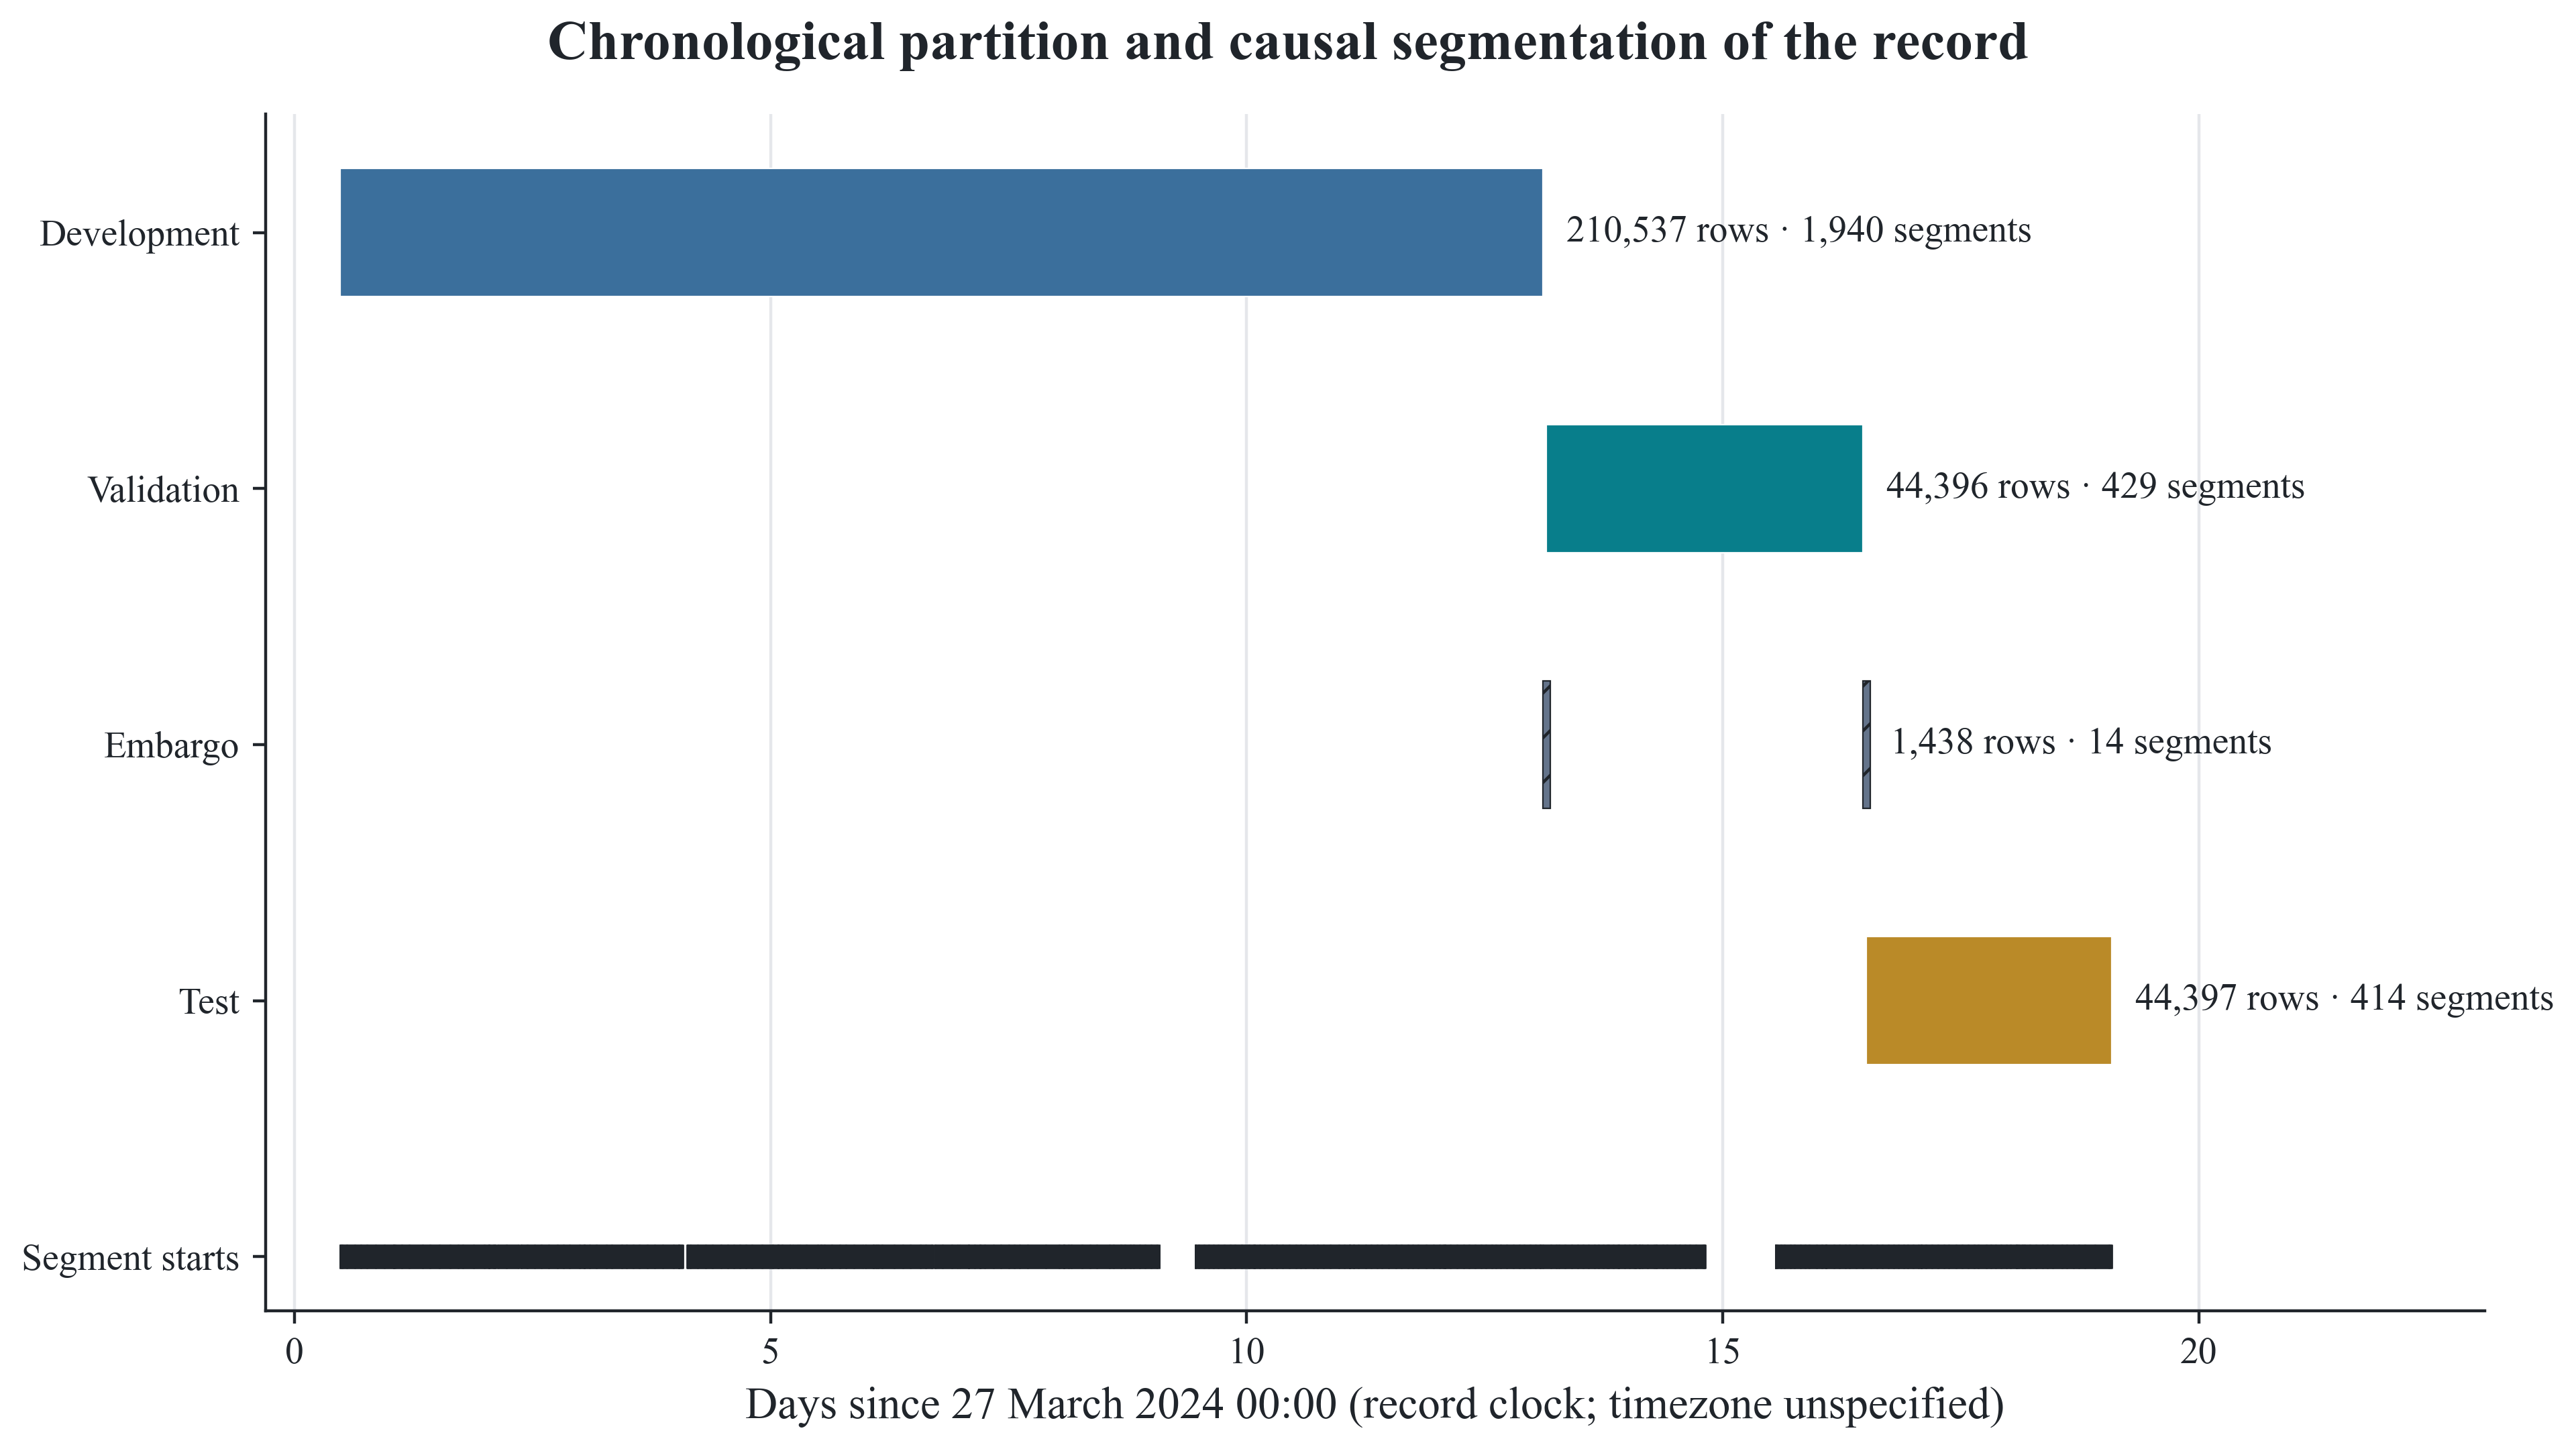 Chronological partition and causal segmentation of the record
Development
210,537 rows · 1,940 segments
Validation
44,396 rows · 429 segments
Embargo
1,438 rows · 14 segments
Test
44,397 rows · 414 segments
Segment starts
0 5 10 15 20
Days since 27 March 2024 00:00 (record clock; timezone unspecified)